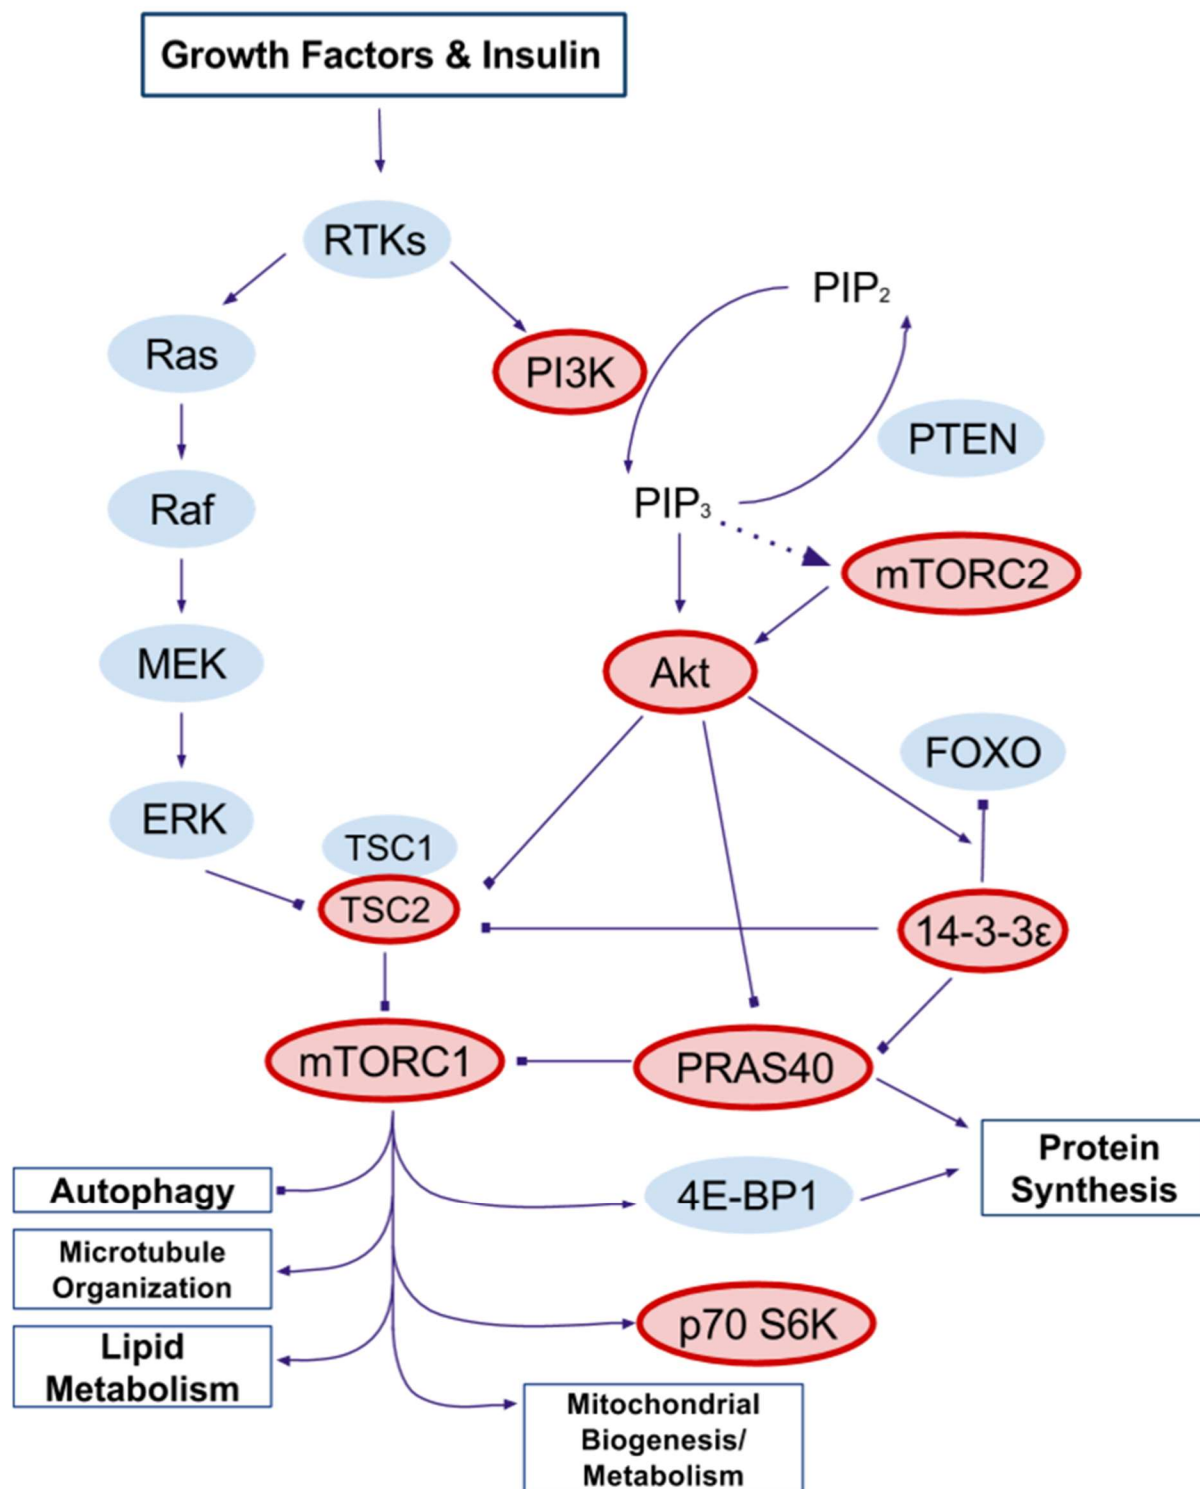 Growth Factors & Insulin
RTKs
PIP₂
Ras
PI3K
PTEN
Raf
PIP₃
mTORC2
MEK
Akt
FOXO
ERK
TSC1
TSC2
14-3-3ε
mTORC1
PRAS40
Protein
Synthesis
Autophagy
4E-BP1
Microtubule
Organization
p70 S6K
Lipid
Metabolism
Mitochondrial
Biogenesis/
Metabolism